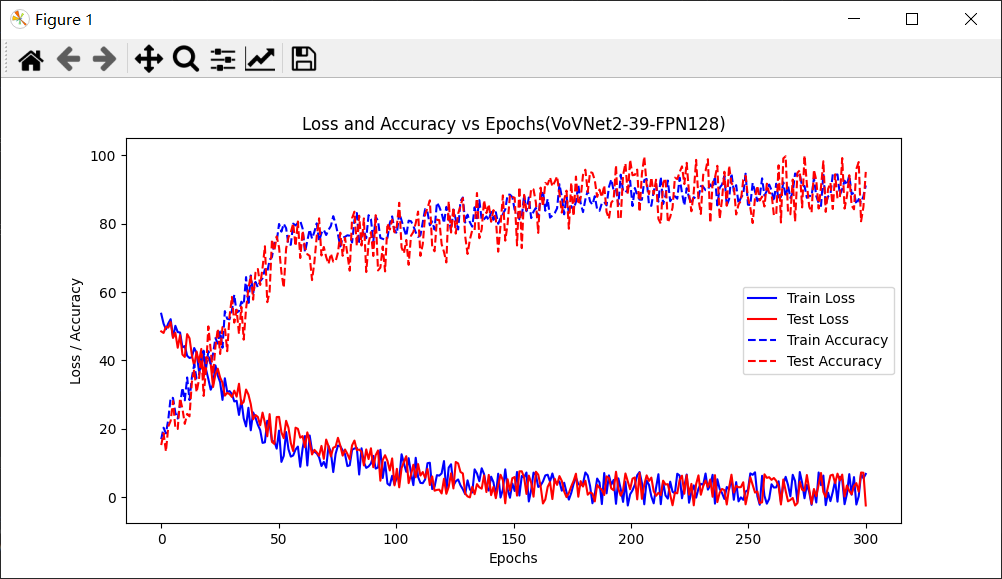 Figure 1
Loss and Accuracy vs Epochs(VoVNet2-39-FPN128)
Loss / Accuracy
100
80
60
40
20
0
Train Loss
Test Loss
Train Accuracy
Test Accuracy
0 50 100 150 200 250 300
Epochs